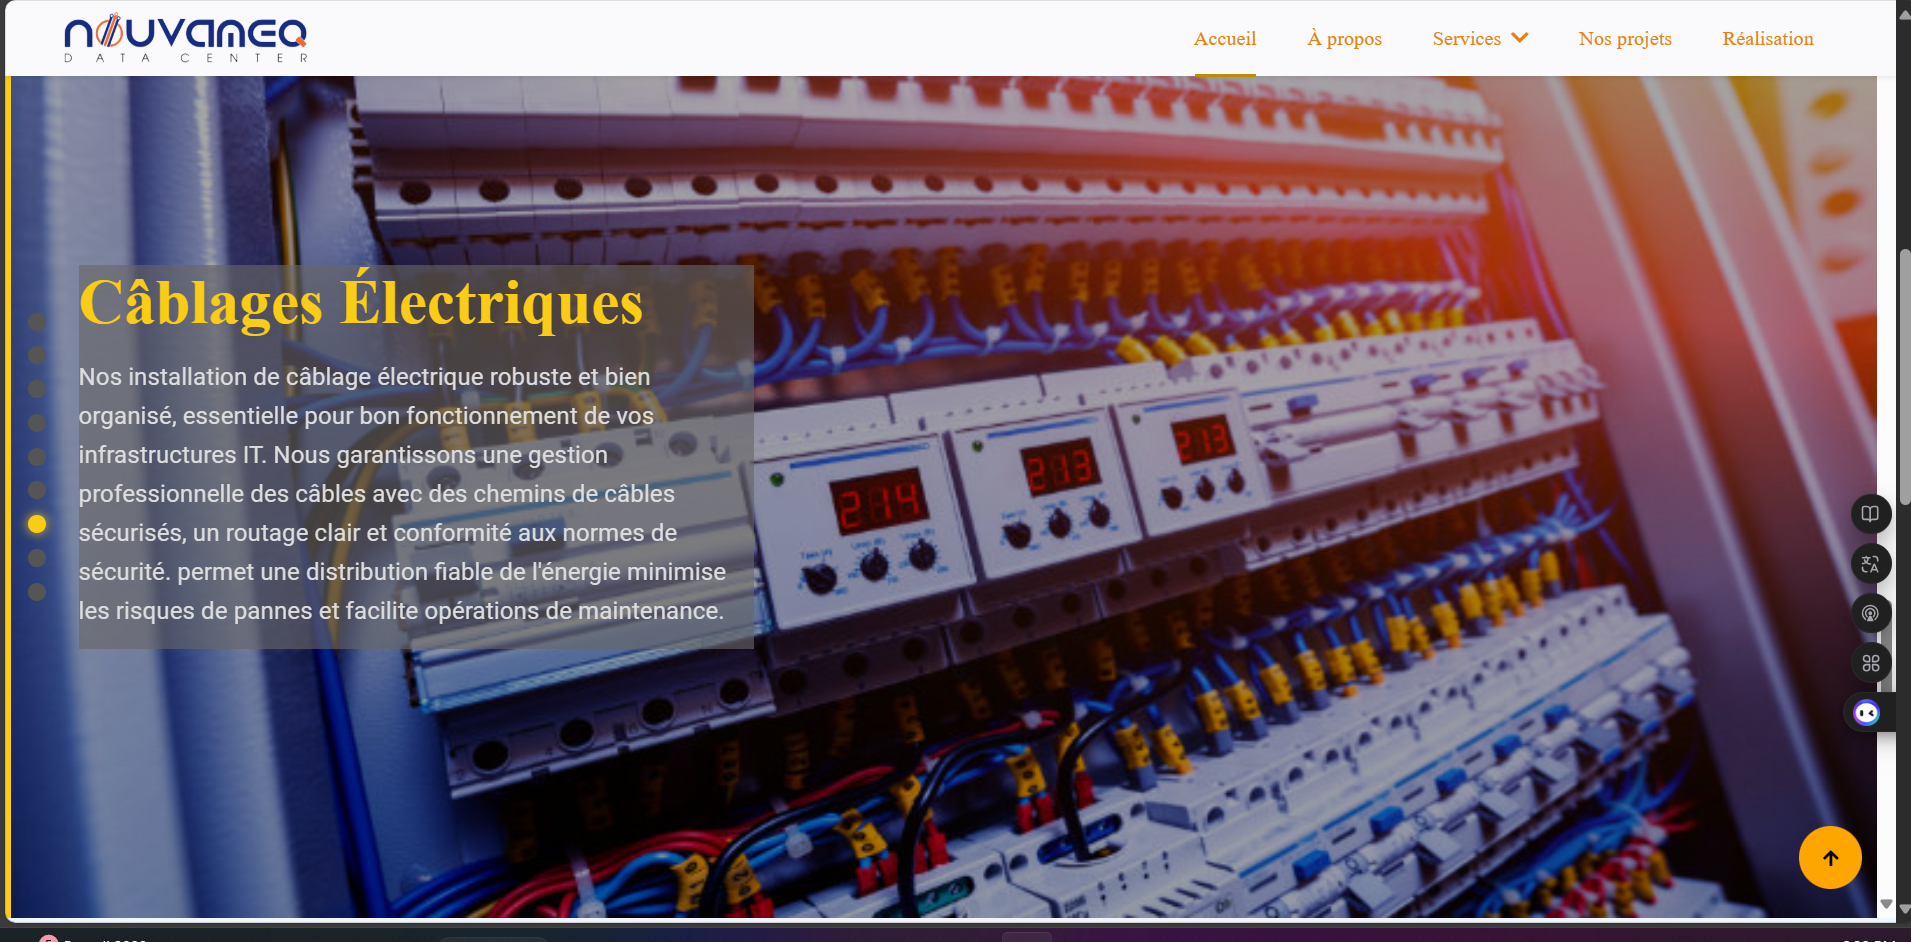 nouvameq
DATA CENTER
Accueil
À propos
Services
Nos projets
Réalisation
Câblages Électriques
Nos installation de câblage électrique robuste et bien
organisé, essentielle pour bon fonctionnement de vos
infrastructures IT. Nous garantissons une gestion
professionnelle des câbles avec des chemins de câbles
sécurisés, un routage clair et conformité aux normes de
sécurité. permet une distribution fiable de l'énergie minimise
les risques de pannes et facilite opérations de maintenance.
214
213
213